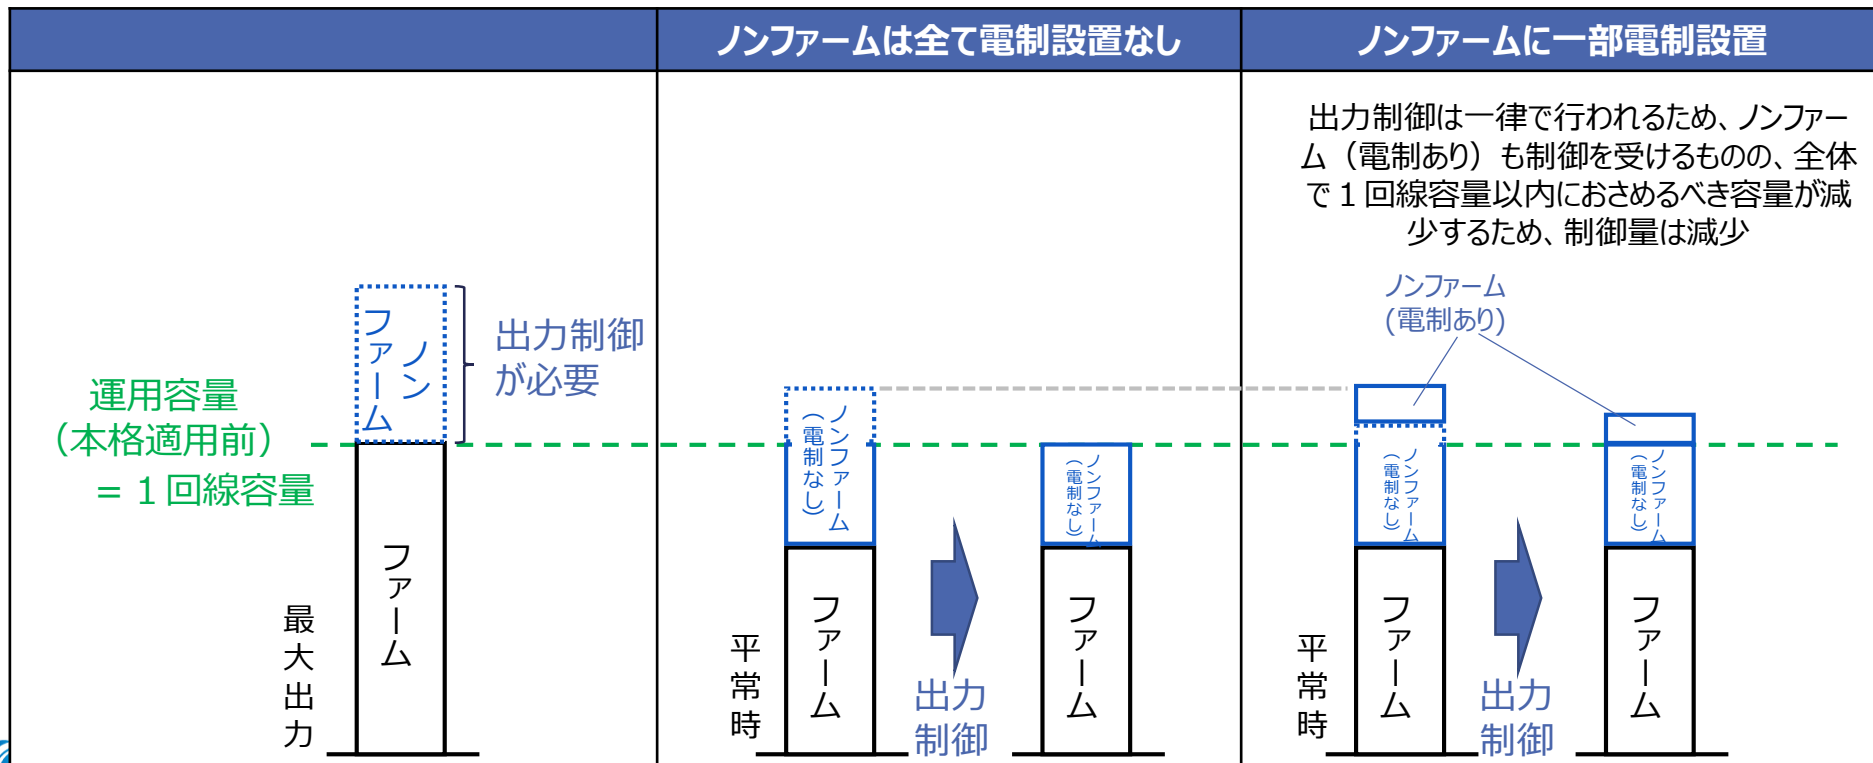 ノンファームは全て電制設置なし
ノンファームに一部電制設置
出力制御は一律で行われるため、ノンファー
ム（電制あり）も制御を受けるものの、全体
で１回線容量以内におさめるべき容量が減
少するため、制御量は減少
運用容量
（本格適用前）
=１回線容量
最大出力
ノン
ファーム
ファーム
出力制御
が必要
平常時
ノンファーム
（電制なし）
ファーム
出力
制御
ノンファーム
（電制なし）
ファーム
ノンファーム
(電制あり)
平常時
ノンファーム
（電制なし）
ファーム
出力
制御
ノンファーム
（電制なし）
ファーム